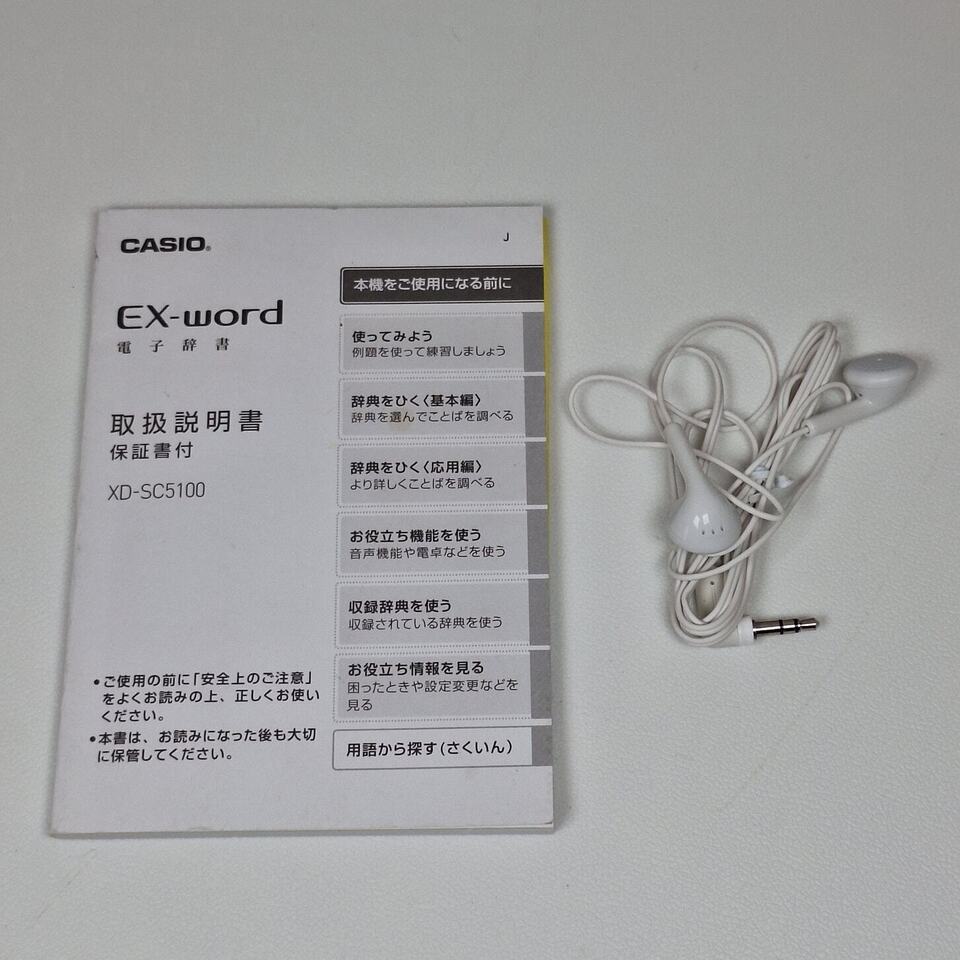 CASIO®
J
EX-word
電子辞書
取扱説明書
保証書付
XD-SC5100
•ご使用の前に「安全上のご注意」
をよくお読みの上、正しくお使い
ください。
•本書は、お読みになった後も大切
に保管してください。
本機をご使用になる前に
使ってみよう
例題を使って練習しましょう
辞典をひく〈基本編〉
辞典を選んでことばを調べる
辞典をひく〈応用編〉
より詳しくことばを調べる
お役立ち機能を使う
音声機能や電卓などを使う
収録辞典を使う
収録されている辞典を使う
お役立ち情報を見る
困ったときや設定変更などを
見る
用語から探す(さくいん)